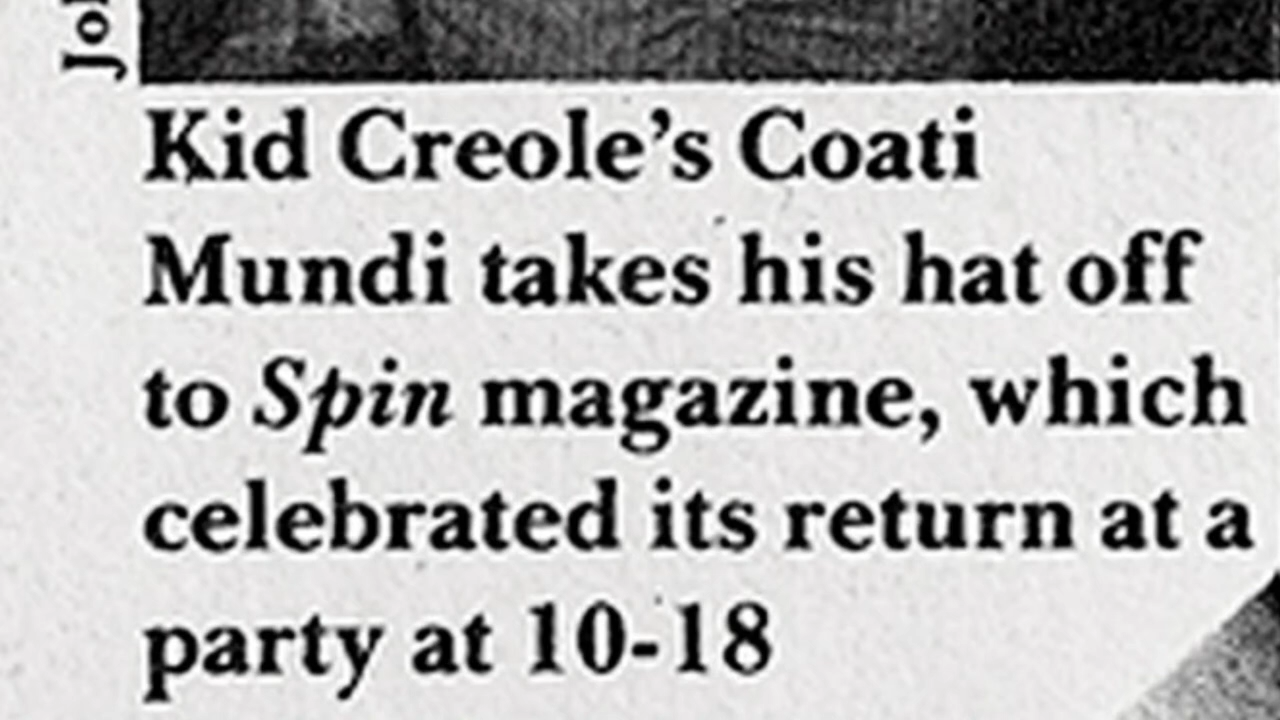 Kid Creole's Coati
Mundi takes his hat off
to Spin magazine, which
celebrated its return at a
party at 10-18